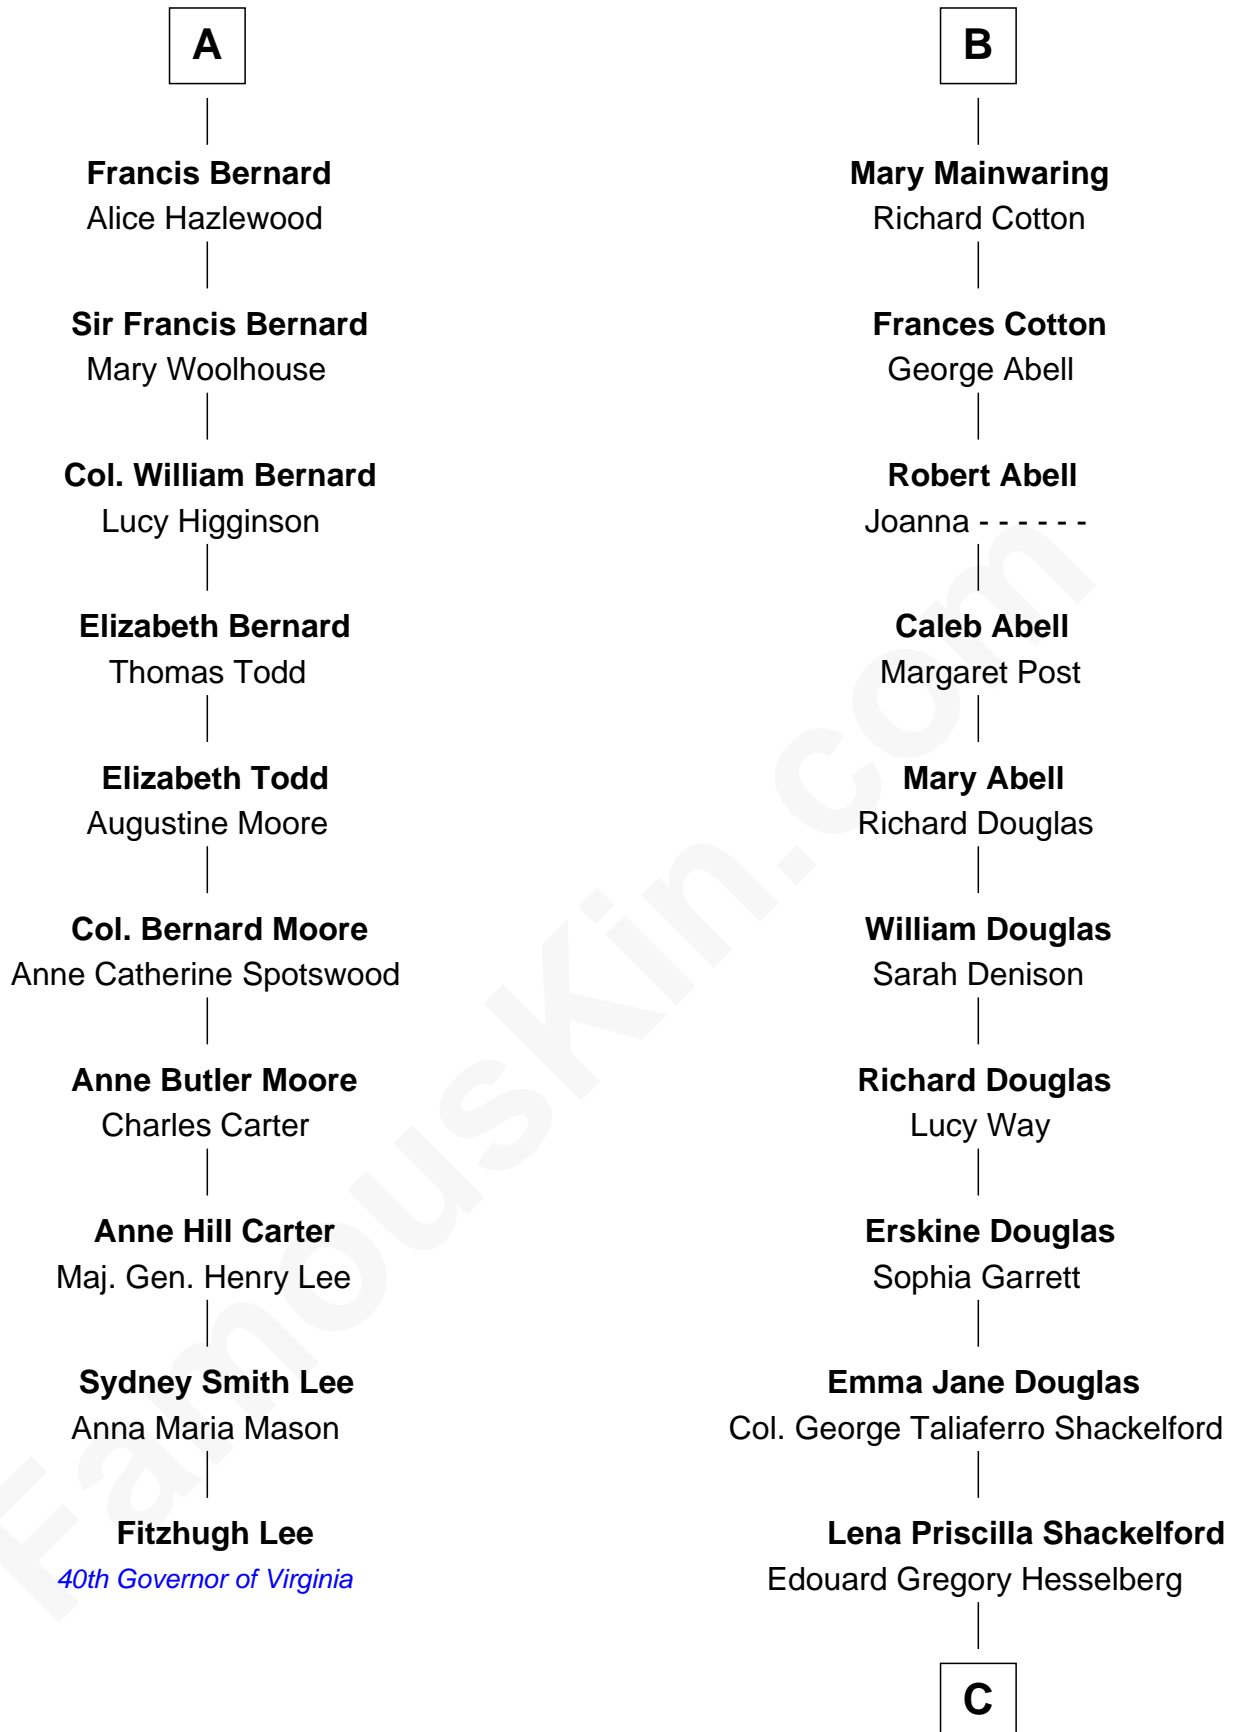 A
Francis Bernard
Alice Hazlewood
Sir Francis Bernard
Mary Woolhouse
Col. William Bernard
Lucy Higginson
Elizabeth Bernard
Thomas Todd
Elizabeth Todd
Augustine Moore
Col. Bernard Moore
Anne Catherine Spotswood
Anne Butler Moore
Charles Carter
Anne Hill Carter
Maj. Gen. Henry Lee
Sydney Smith Lee
Anna Maria Mason
Fitzhugh Lee
40th Governor of Virginia
B
Mary Mainwaring
Richard Cotton
Frances Cotton
George Abell
Robert Abell
Joanna - - - - - -
Caleb Abell
Margaret Post
Mary Abell
Richard Douglas
William Douglas
Sarah Denison
Richard Douglas
Lucy Way
Erskine Douglas
Sophia Garrett
Emma Jane Douglas
Col. George Taliaferro Shackelford
Lena Priscilla Shackelford
Edouard Gregory Hesselberg
C
FamousKin.com